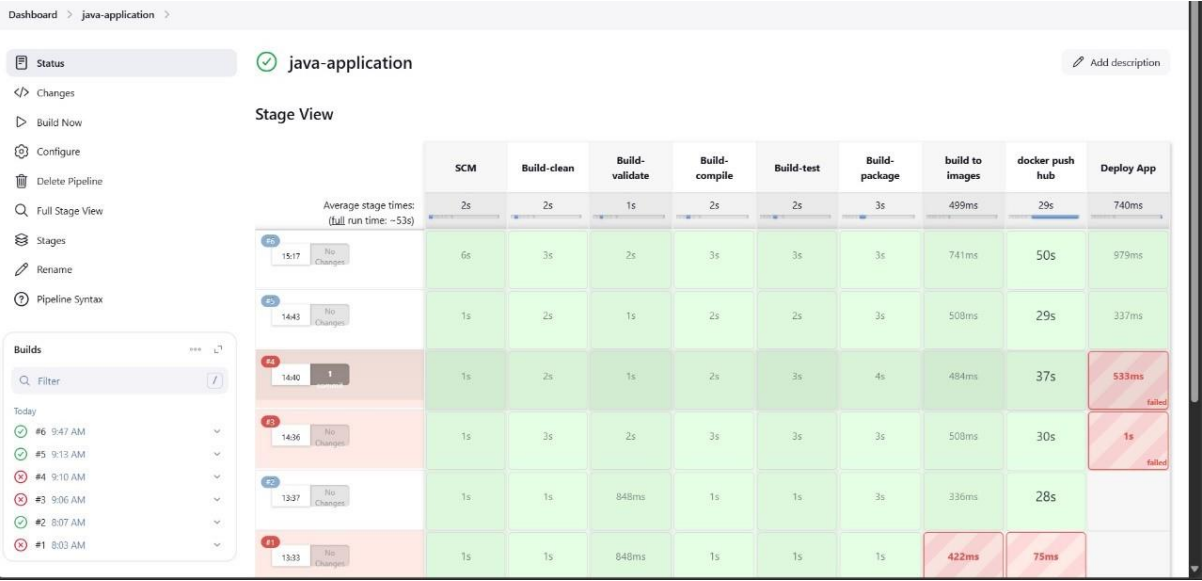 Dashboard > java-application >
Status
Changes
Build Now
Configure
Delete Pipeline
Full Stage View
Stages
Rename
Pipeline Syntax
Builds
Filter /
Today
#6 9:47 AM
#5 9:13 AM
#4 9:10 AM
#3 9:06 AM
#2 8:07 AM
#1 8:03 AM
java-application
Add description
Stage View
SCM Build-clean Build-validate Build-compile Build-test Build-package build to images docker push hub Deploy App
Average stage times: 2s 2s 1s 2s 2s 3s 499ms 29s 740ms
(full run time: ~53s)
#6
15:17 No Changes 6s 3s 2s 3s 3s 3s 741ms 50s 979ms
#5
14:43 No Changes 1s 2s 1s 2s 2s 3s 508ms 29s 337ms
#4
14:40 1 1s 2s 1s 2s 3s 4s 484ms 37s 533ms
failed
#3
14:36 No Changes 1s 3s 2s 3s 3s 3s 508ms 30s 1s
failed
#2
13:37 No Changes 1s 1s 848ms 1s 1s 3s 336ms 28s
#1
13:33 No Changes 1s 1s 848ms 1s 1s 1s 422ms 75ms